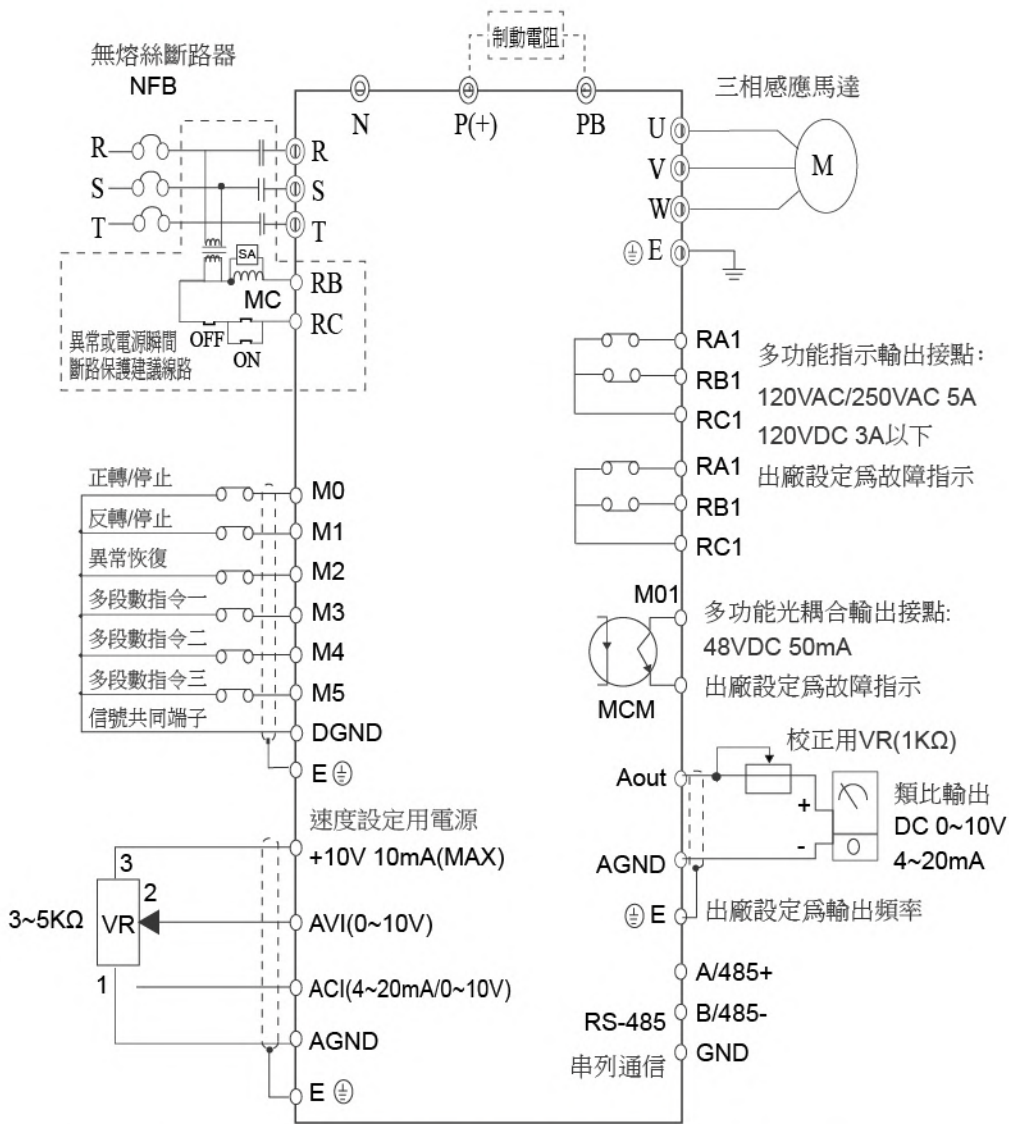 制動電阻
無熔絲斷路器
NFB
三相感應馬達
N
P(+)
PB
U
V
W
M
E
R
S
T
R
S
T
SA
MC
RB
RC
OFF
ON
異常或電源瞬間
斷路保護建議線路
RA1
RB1
RC1
RA1
RB1
RC1
多功能指示輸出接點:
120VAC/250VAC 5A
120VDC 3A以下
出廠設定爲故障指示
正轉/停止
M0
反轉/停止
M1
異常恢復
M2
多段數指令一
M3
多段數指令二
M4
多段數指令三
M5
信號共同端子
DGND
E
M01
MCM
多功能光耦合輸出接點:
48VDC 50mA
出廠設定爲故障指示
校正用VR(1KΩ)
Aout
+
-
0
類比輸出
DC 0~10V
4~20mA
AGND
E
出廠設定爲輸出頻率
速度設定用電源
+10V 10mA(MAX)
3
2
1
3~5KΩ
VR
AVI(0~10V)
ACI(4~20mA/0~10V)
AGND
E
A/485+
B/485-
GND
RS-485
串列通信